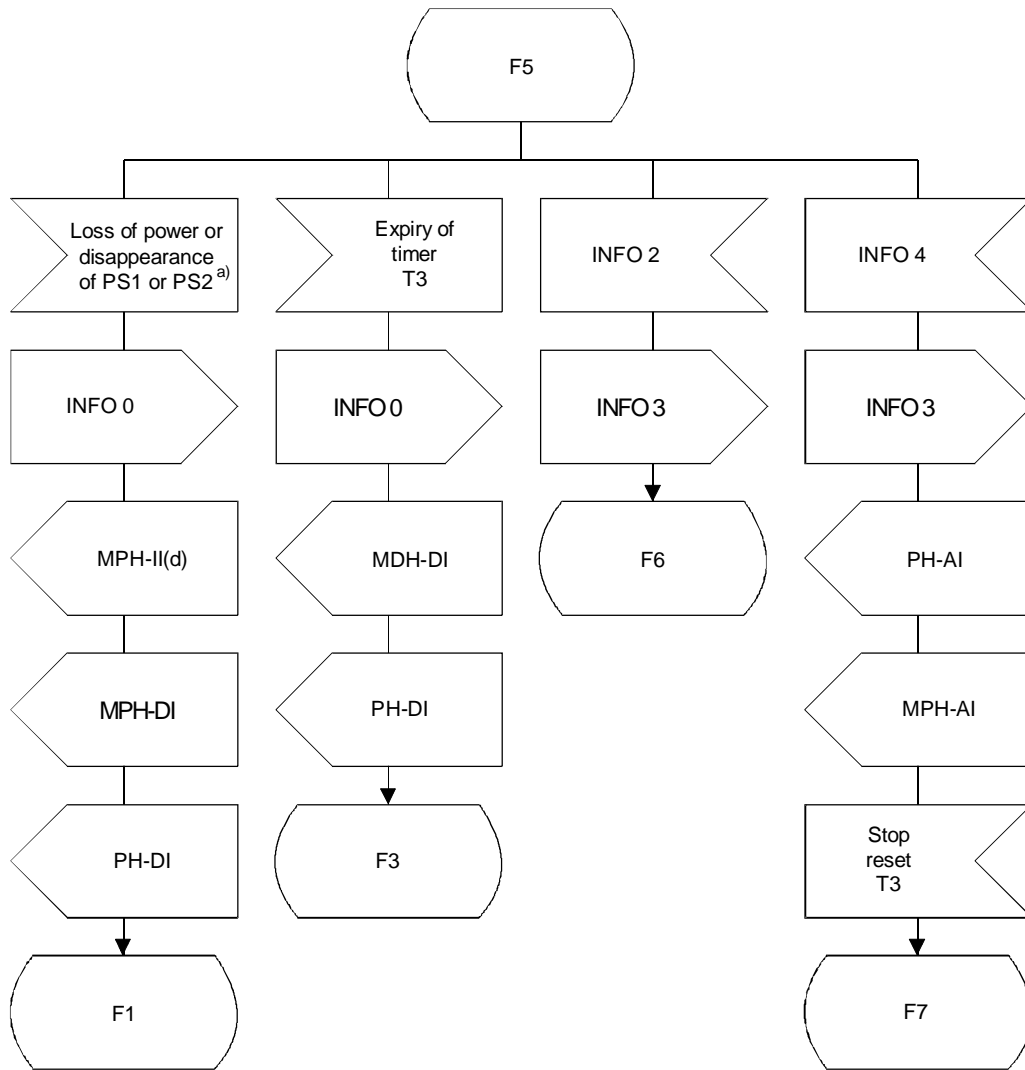 F5
Loss of power or
disappearance
of PS1 or PS2 a)
Expiry of
timer
T3
INFO 2
INFO 4
INFO 0
INFO 0
INFO 3
INFO 3
MPH-II(d)
MDH-DI
F6
PH-AI
MPH-DI
PH-DI
MPH-AI
PH-DI
F3
Stop
reset
T3
F1
F7